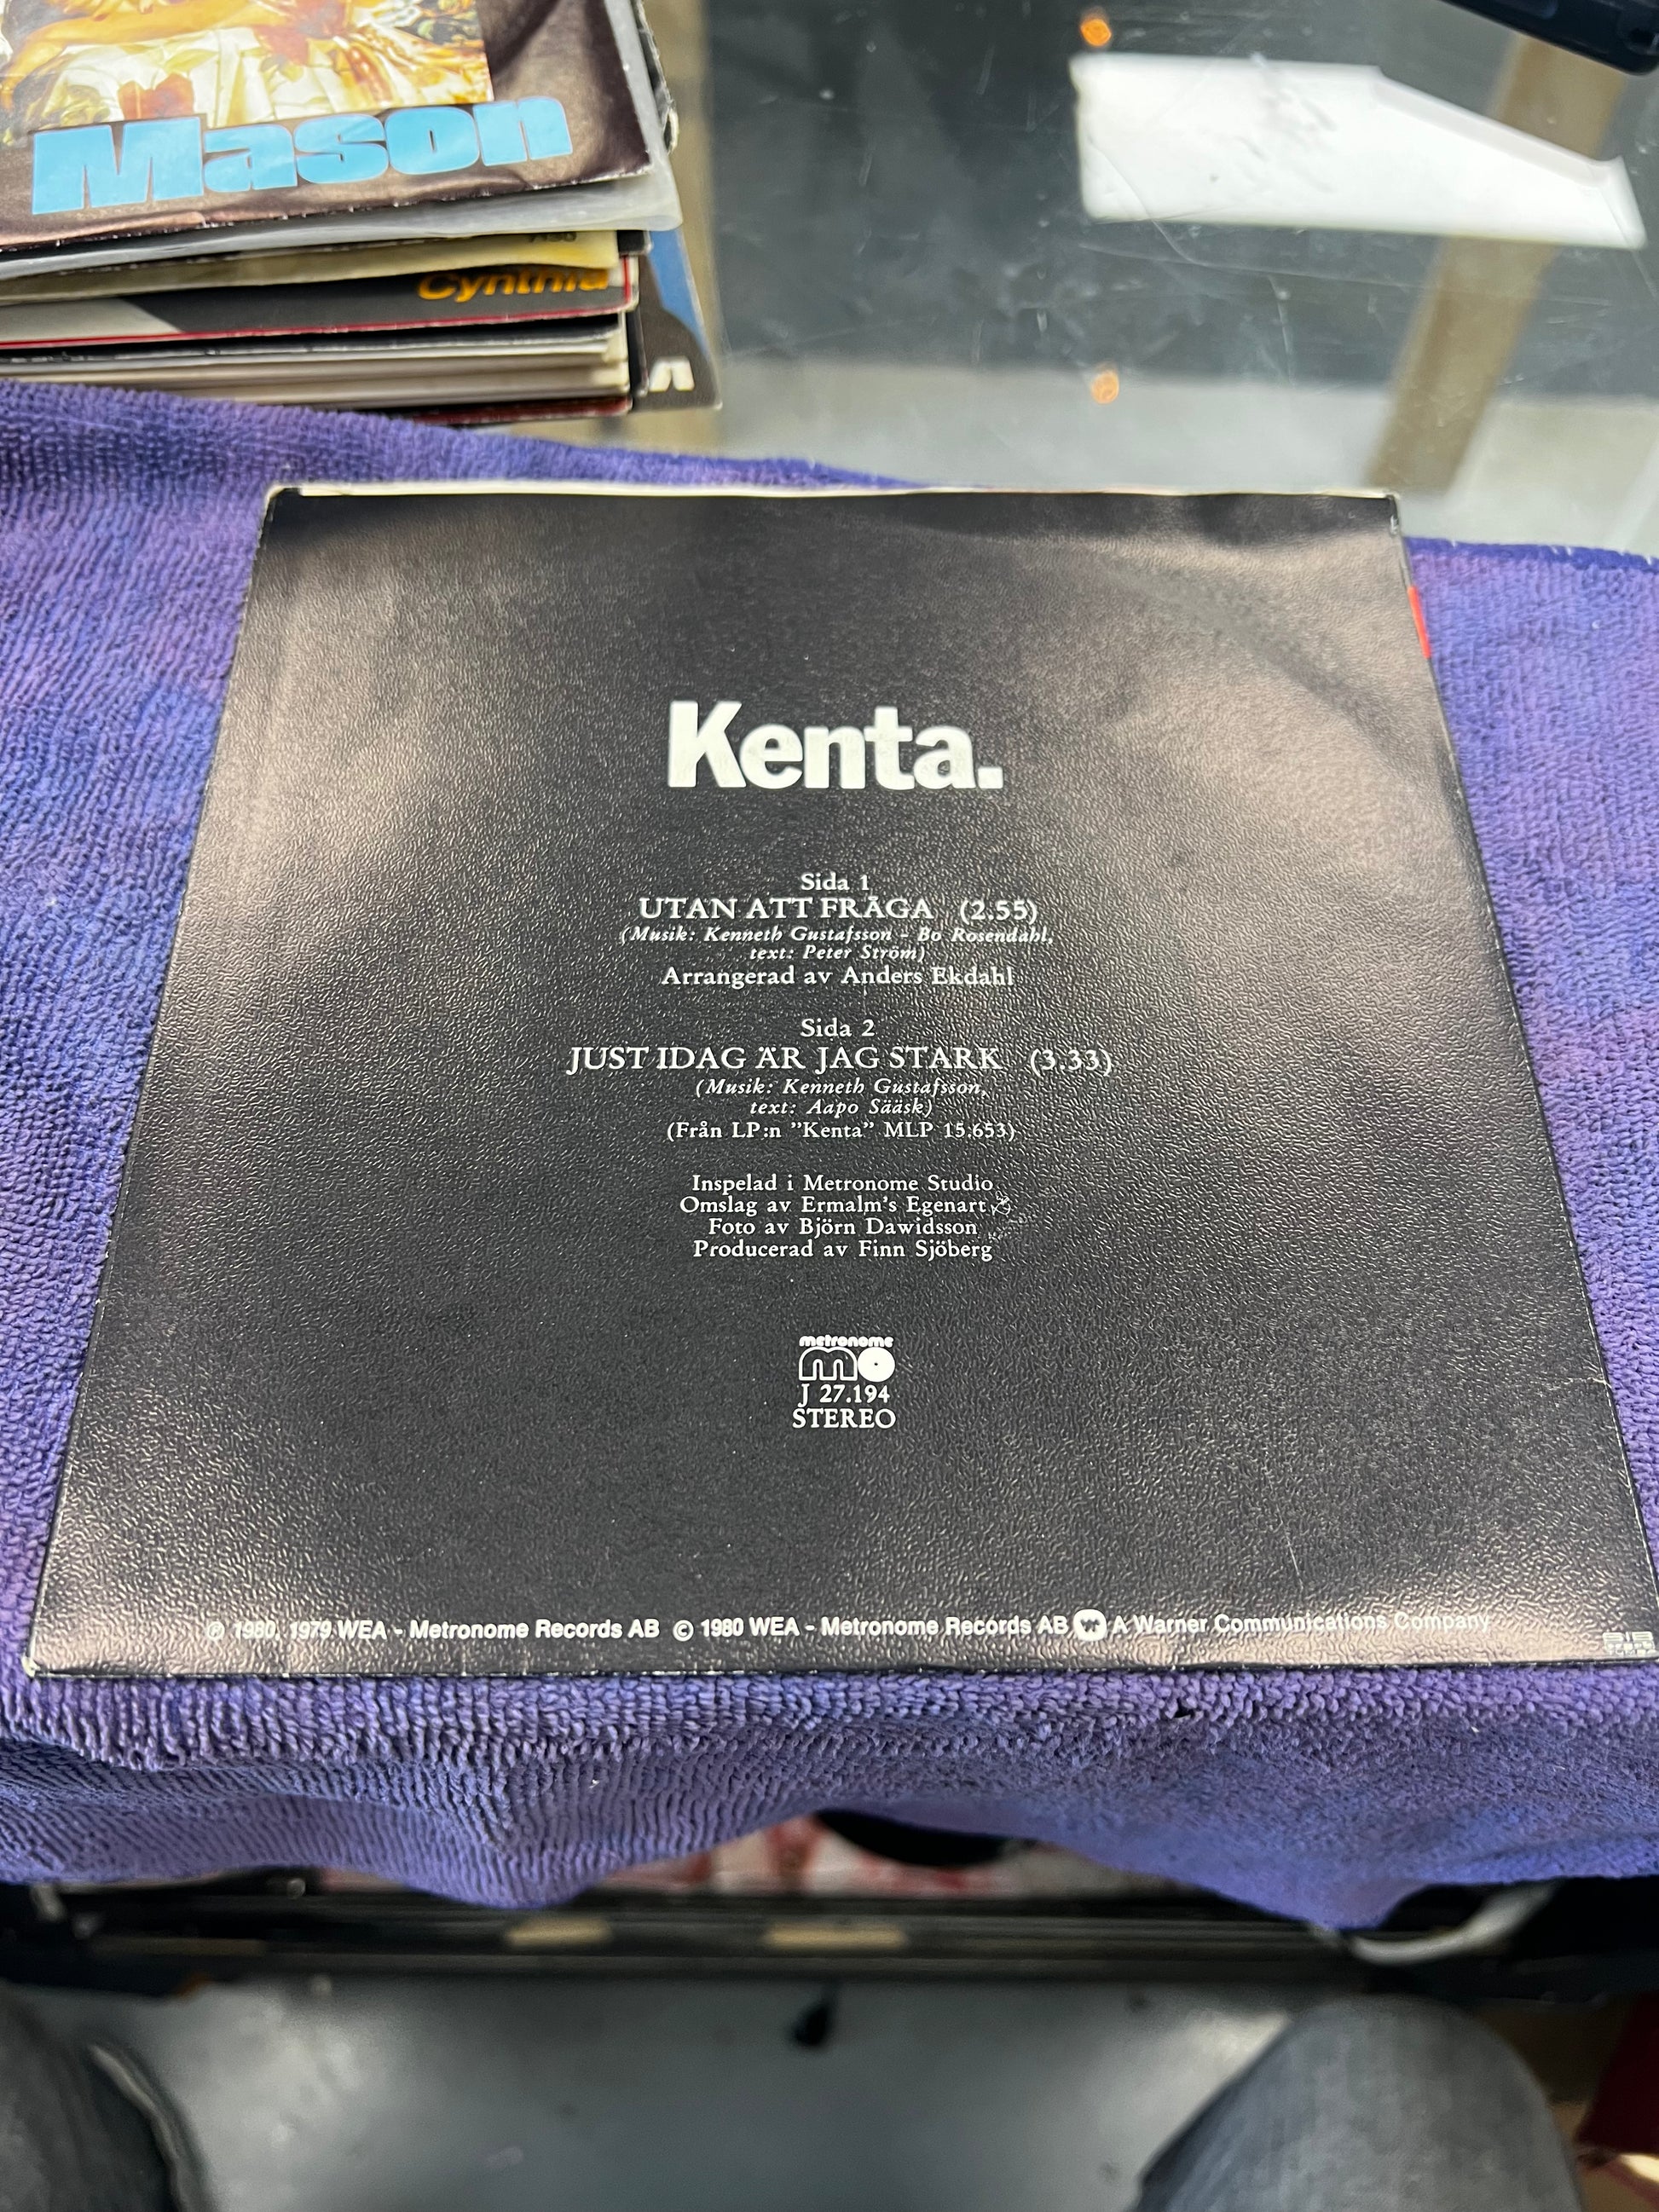 Mason
Cynthia
Kenta.
Sida 1
UTAN ATT FRÅGA (2.55)
(Musik: Kenneth Gustafsson - Bo Rosendahl,
text: Peter Ström)
Arrangerad av Anders Ekdahl
Sida 2
JUST IDAG ÄR JAG STARK (3.33)
(Musik: Kenneth Gustafsson,
text: Aapo Sääsk)
(Från LP:n ”Kenta” MLP 15.653)
Inspelad i Metronome Studio
Omslag av Ermalm's Egenart
Foto av Björn Dawidsson
Producerad av Finn Sjöberg
metronome
mo
J 27.194
STEREO
℗ 1980, 1979 WEA - Metronome Records AB © 1980 WEA - Metronome Records AB A Warner Communications Company